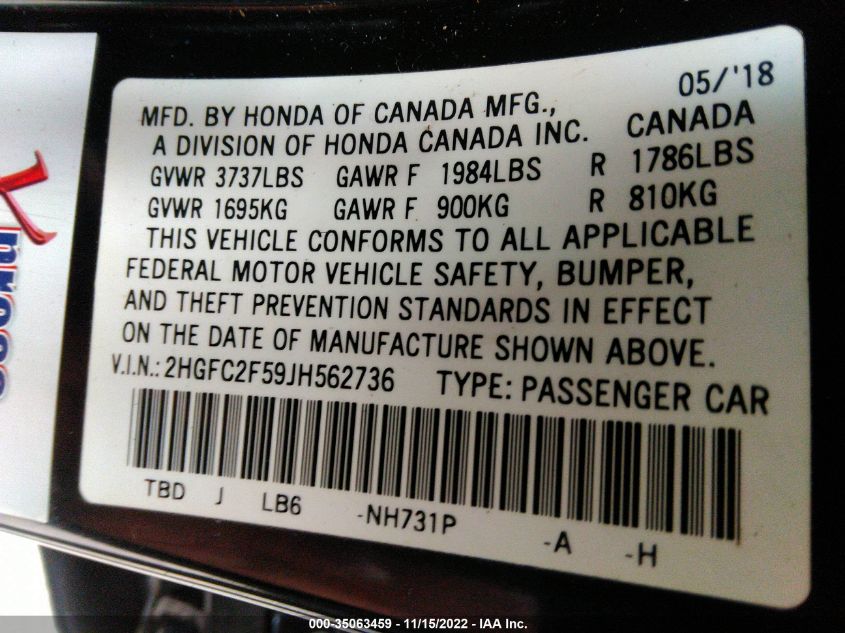 05/'18
MFD. BY HONDA OF CANADA MFG.,
A DIVISION OF HONDA CANADA INC. CANADA
GVWR 3737LBS GAWR F 1984LBS R 1786LBS
GVWR 1695KG GAWR F 900KG R 810KG
THIS VEHICLE CONFORMS TO ALL APPLICABLE
FEDERAL MOTOR VEHICLE SAFETY, BUMPER,
AND THEFT PREVENTION STANDARDS IN EFFECT
ON THE DATE OF MANUFACTURE SHOWN ABOVE.
V.I.N.: 2HGFC2F59JH562736 TYPE: PASSENGER CAR
TBD J LB6 -NH731P -A -H
000-35063459 - 11/15/2022 - IAA Inc.